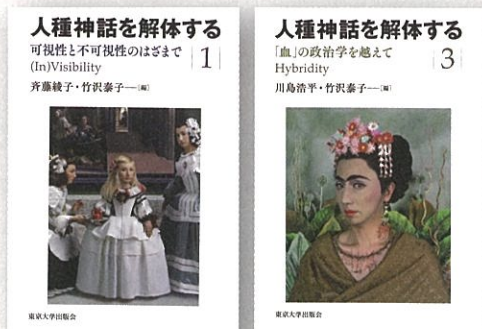 人種神話を解体する
可視性と不可視性のはざまで
(In)Visibility
1
斉藤綾子・竹沢泰子—[編]
東京大学出版会
人種神話を解体する
「血」の政治学を越えて
Hybridity
3
川島浩平・竹沢泰子—[編]
東京大学出版会